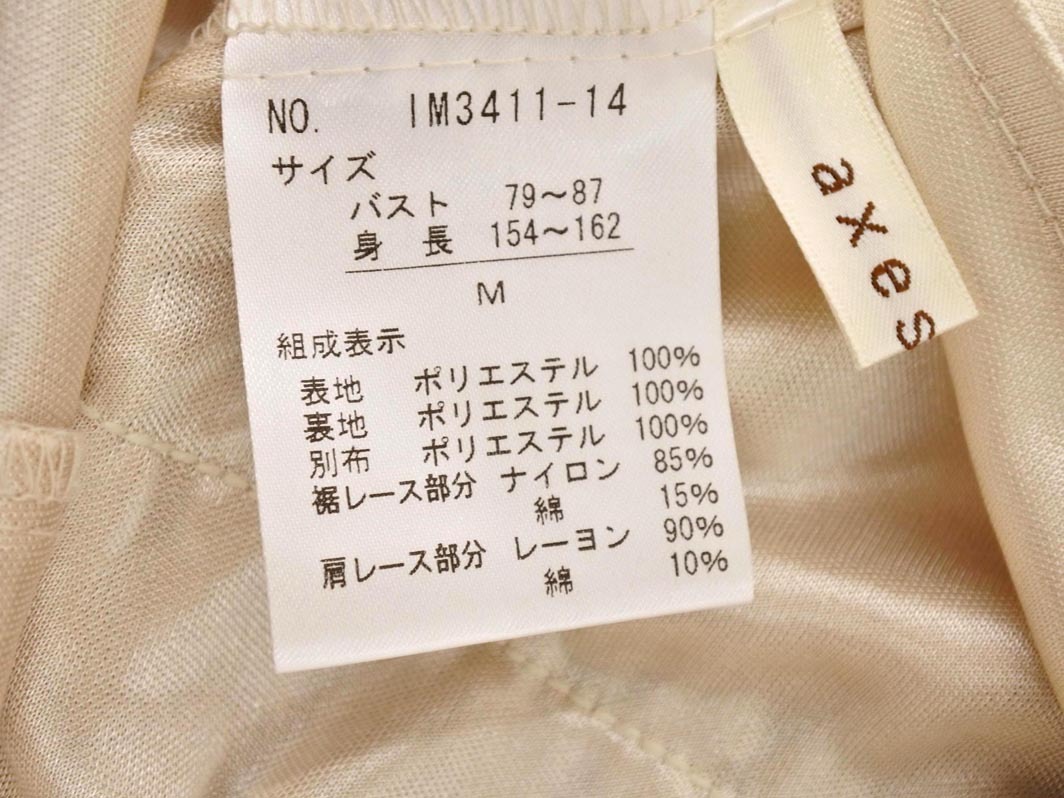 NO. IM3411-14
サイズ
バスト 79~87
身 長 154~162
M
組成表示
表地 ポリエステル 100%
裏地 ポリエステル 100%
別布 ポリエステル 100%
裾レース部分 ナイロン 85%
綿 15%
肩レース部分 レーヨン 90%
綿 10%
axes